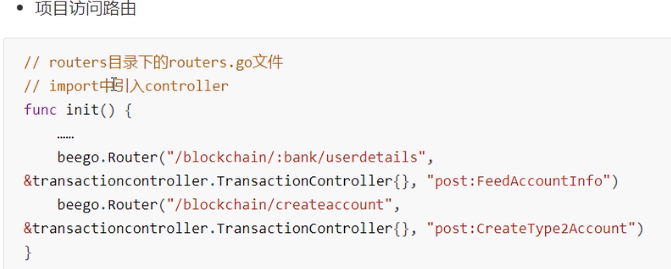 • 项目访问路由
// routers目录下的routers.go文件
// import中引入controller
func init() {
    ……
    beego.Router("/blockchain/:bank/userdetails",
&transactioncontroller.TransactionController{}, "post:FeedAccountInfo")
    beego.Router("/blockchain/createaccount",
&transactioncontroller.TransactionController{}, "post:CreateType2Account")
}